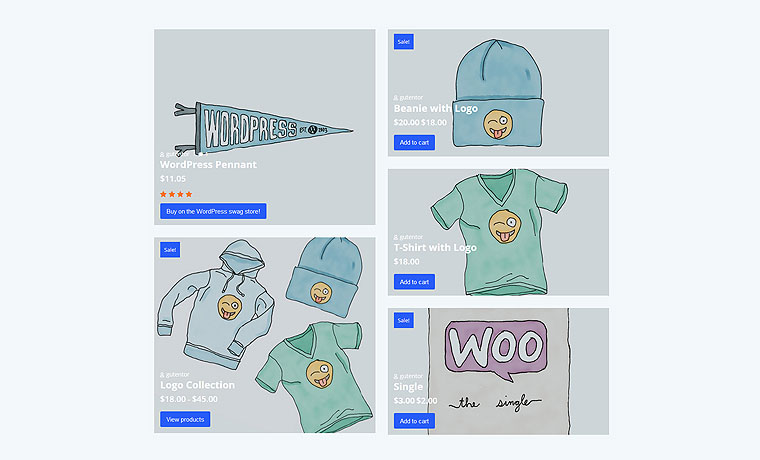 WORDPRESS EST. W 2003
gutentor
WordPress Pennant
$11.05
Buy on the WordPress swag store!
Sale!
gutentor
Logo Collection
$18.00 - $45.00
View products
Sale!
gutentor
Beanie with Logo
$20.00 $18.00
Add to cart
gutentor
T-Shirt with Logo
$18.00
Add to cart
Sale!
WOO
gutentor
Single
$3.00 $2.00
the single
Add to cart